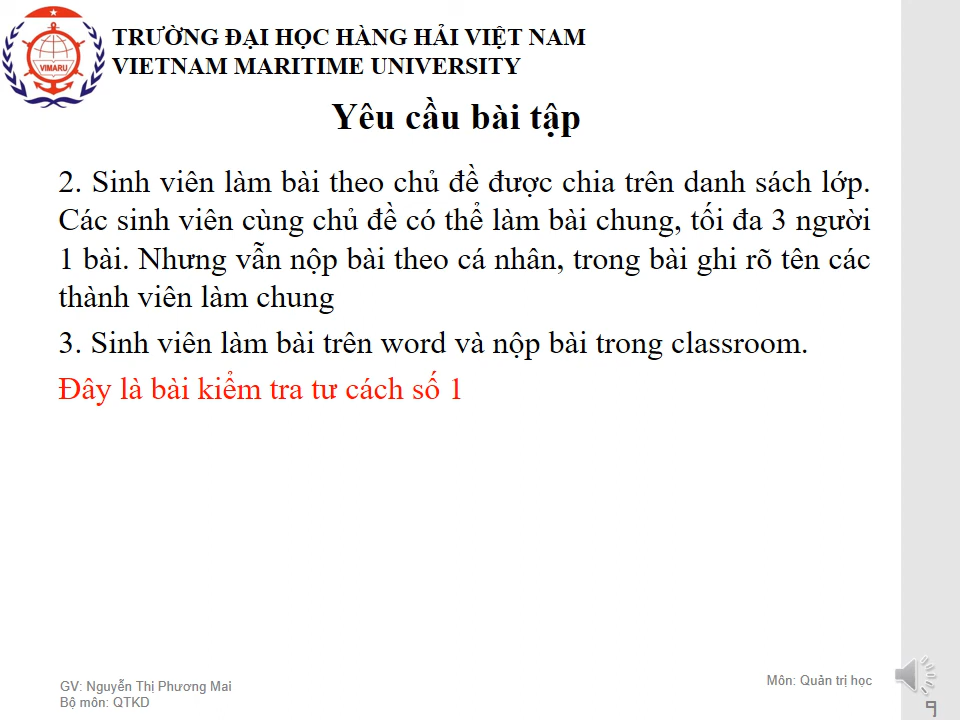 TRƯỜNG ĐẠI HỌC HÀNG HẢI VIỆT NAM
VIETNAM MARITIME UNIVERSITY
VIMARU
Yêu cầu bài tập
2. Sinh viên làm bài theo chủ đề được chia trên danh sách lớp.
Các sinh viên cùng chủ đề có thể làm bài chung, tối đa 3 người
1 bài. Nhưng vẫn nộp bài theo cá nhân, trong bài ghi rõ tên các
thành viên làm chung
3. Sinh viên làm bài trên word và nộp bài trong classroom.
Đây là bài kiểm tra tư cách số 1
GV: Nguyễn Thị Phương Mai
Bộ môn: QTKD
Môn: Quản trị học
9